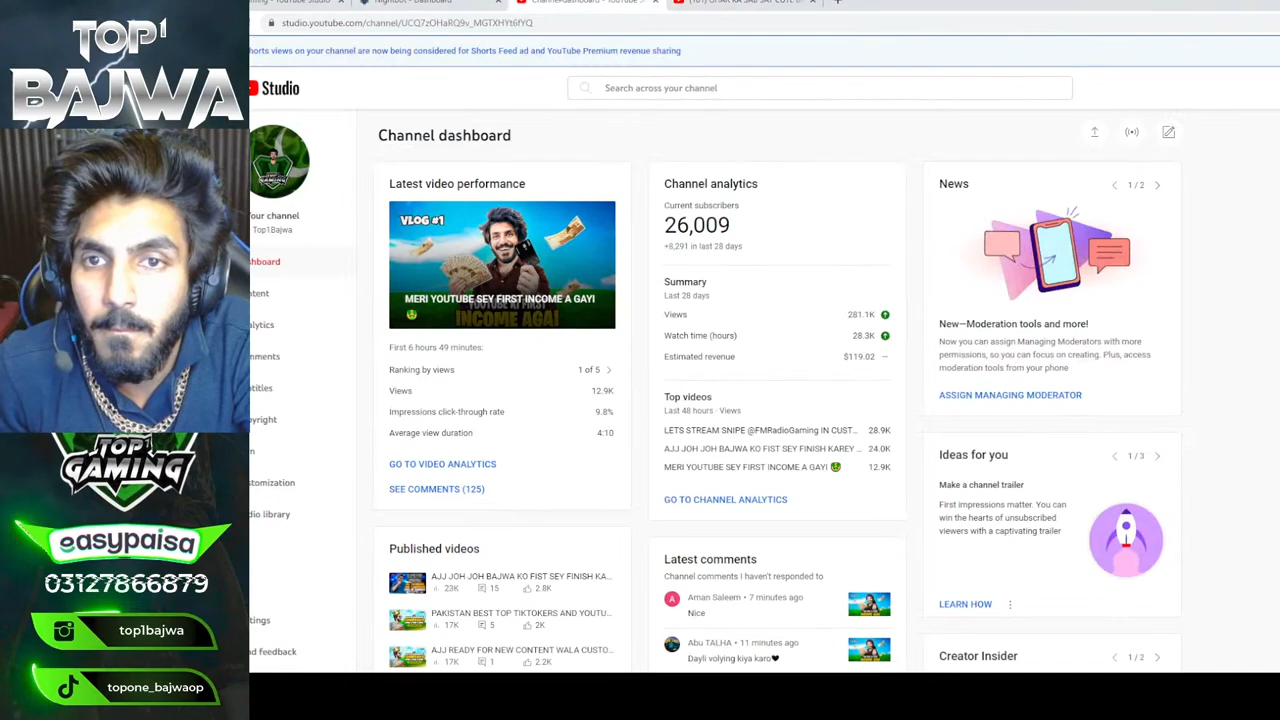 TOP1
BAJWA
TOP1
GAMING
easypaisa
03127866879
top1bajwa
topone_bajwaop
YouTube Studio
Nightbot - Dashboard
Channel dashboard - YouTube S
studio.youtube.com/channel/UCQ7zOHaRQ9v_MGTXHYt6fYQ
horts views on your channel are now being considered for Shorts Feed ad and YouTube Premium revenue sharing
Studio
Search across your channel
our channel
Top1Bajwa
hboard
tent
lytics
mments
titles
yright
n
stomization
dio library
tings
nd feedback
Channel dashboard
Latest video performance
VLOG #1
MERI YOUTUBE SEY FIRST INCOME A GAYI
INCOME AGAI
First 6 hours 49 minutes:
Ranking by views 1 of 5
Views 12.9K
Impressions click-through rate 9.8%
Average view duration 4:10
GO TO VIDEO ANALYTICS
SEE COMMENTS (125)
Published videos
AJJ JOH JOH BAJWA KO FIST SEY FINISH KA...
23K 15 2.8K
PAKISTAN BEST TOP TIKTOKERS AND YOUTU...
17K 5 2K
AJJ READY FOR NEW CONTENT WALA CUSTO...
17K 1 2.2K
Channel analytics
Current subscribers
26,009
+8,291 in last 28 days
Summary
Last 28 days
Views 281.1K
Watch time (hours) 28.3K
Estimated revenue $119.02 —
Top videos
Last 48 hours · Views
LETS STREAM SNIPE @FMRadioGaming IN CUST... 28.9K
AJJ JOH JOH BAJWA KO FIST SEY FINISH KAREY ... 24.0K
MERI YOUTUBE SEY FIRST INCOME A GAYI 🤑 12.9K
GO TO CHANNEL ANALYTICS
Latest comments
Channel comments I haven't responded to
A
Aman Saleem • 7 minutes ago
Nice
Abu TALHA • 11 minutes ago
Dayli volying kiya karo♥
News
1 / 2
New—Moderation tools and more!
Now you can assign Managing Moderators with more
permissions, so you can focus on creating. Plus, access
moderation tools from your phone
ASSIGN MANAGING MODERATOR
Ideas for you
1 / 3
Make a channel trailer
First impressions matter. You can
win the hearts of unsubscribed
viewers with a captivating trailer
LEARN HOW
Creator Insider
1 / 2